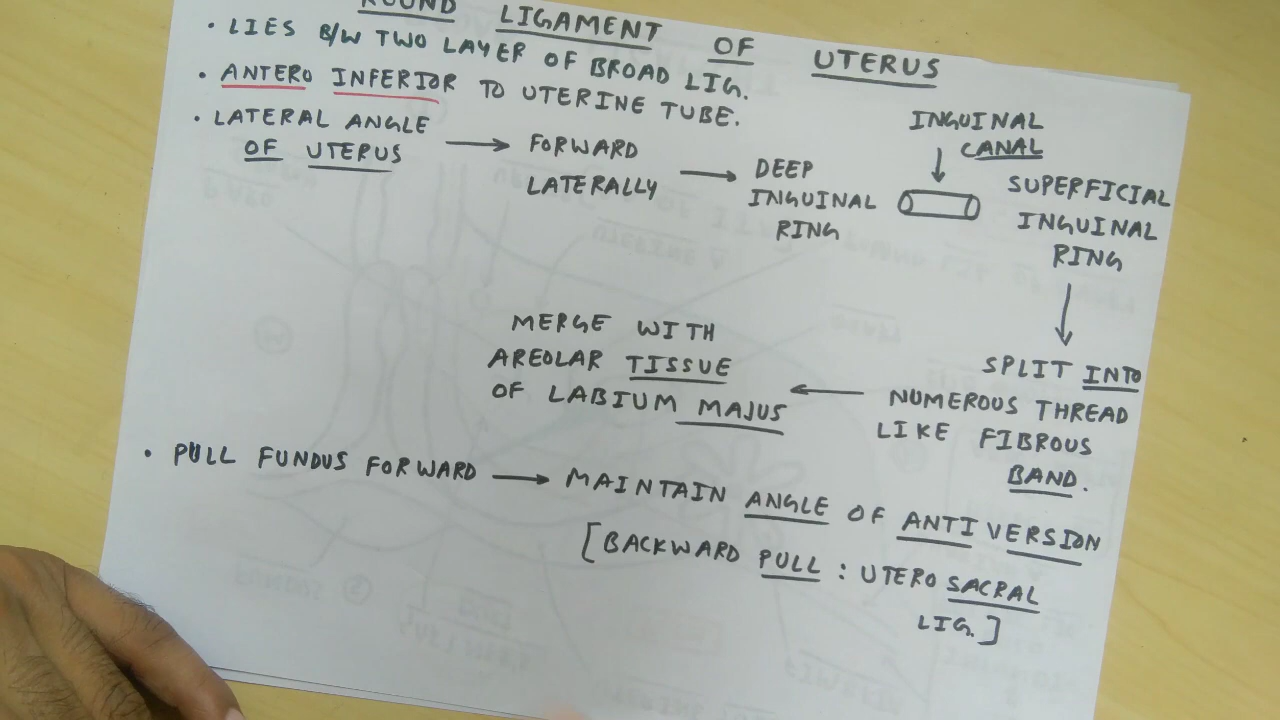 ROUND LIGAMENT OF UTERUS
• LIES B/W TWO LAYER OF BROAD LIG.
• ANTERO INFERIOR TO UTERINE TUBE.
• LATERAL ANGLE
OF UTERUS
FORWARD
LATERALLY
DEEP
INGUINAL
RING
INGUINAL
CANAL
SUPERFICIAL
INGUINAL
RING
SPLIT INTO
NUMEROUS THREAD
LIKE FIBROUS
BAND.
MERGE WITH
AREOLAR TISSUE
OF LABIUM MAJUS
• PULL FUNDUS FORWARD → MAINTAIN ANGLE OF ANTI VERSION
[BACKWARD PULL : UTERO SACRAL
LIG.]